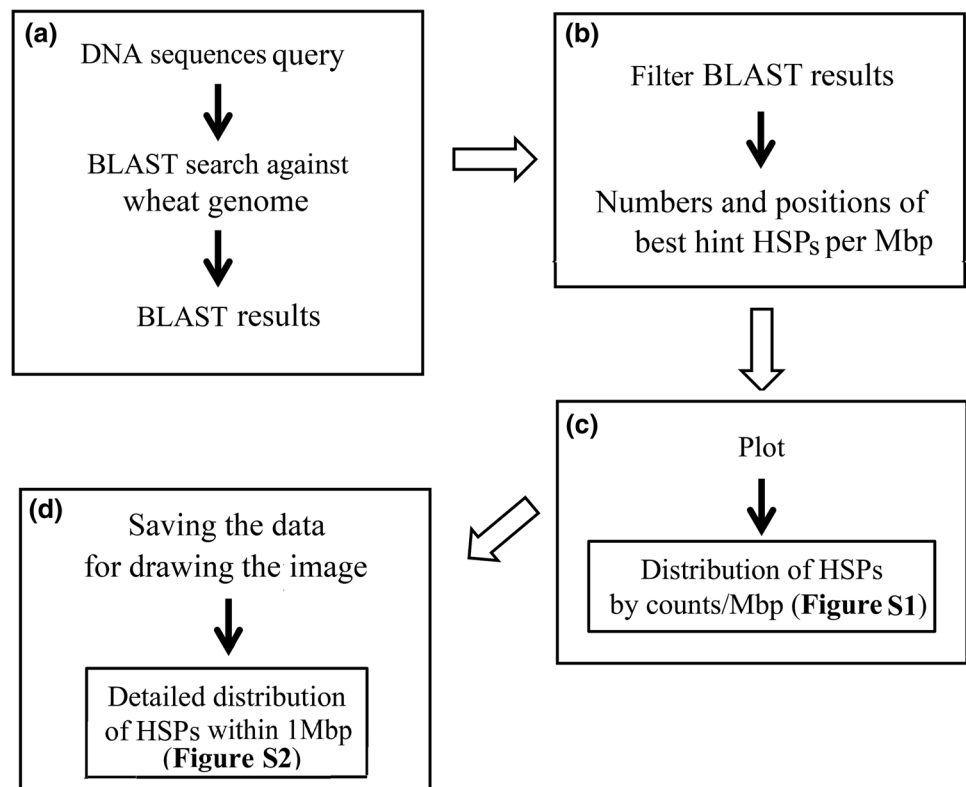 (a)
DNA sequences query
BLAST search against
wheat genome
BLAST results
(b)
Filter BLAST results
Numbers and positions of
best hint HSPs per Mbp
(c)
Plot
Distribution of HSPs
by counts/Mbp (Figure S1)
(d)
Saving the data
for drawing the image
Detailed distribution
of HSPs within 1Mbp
(Figure S2)